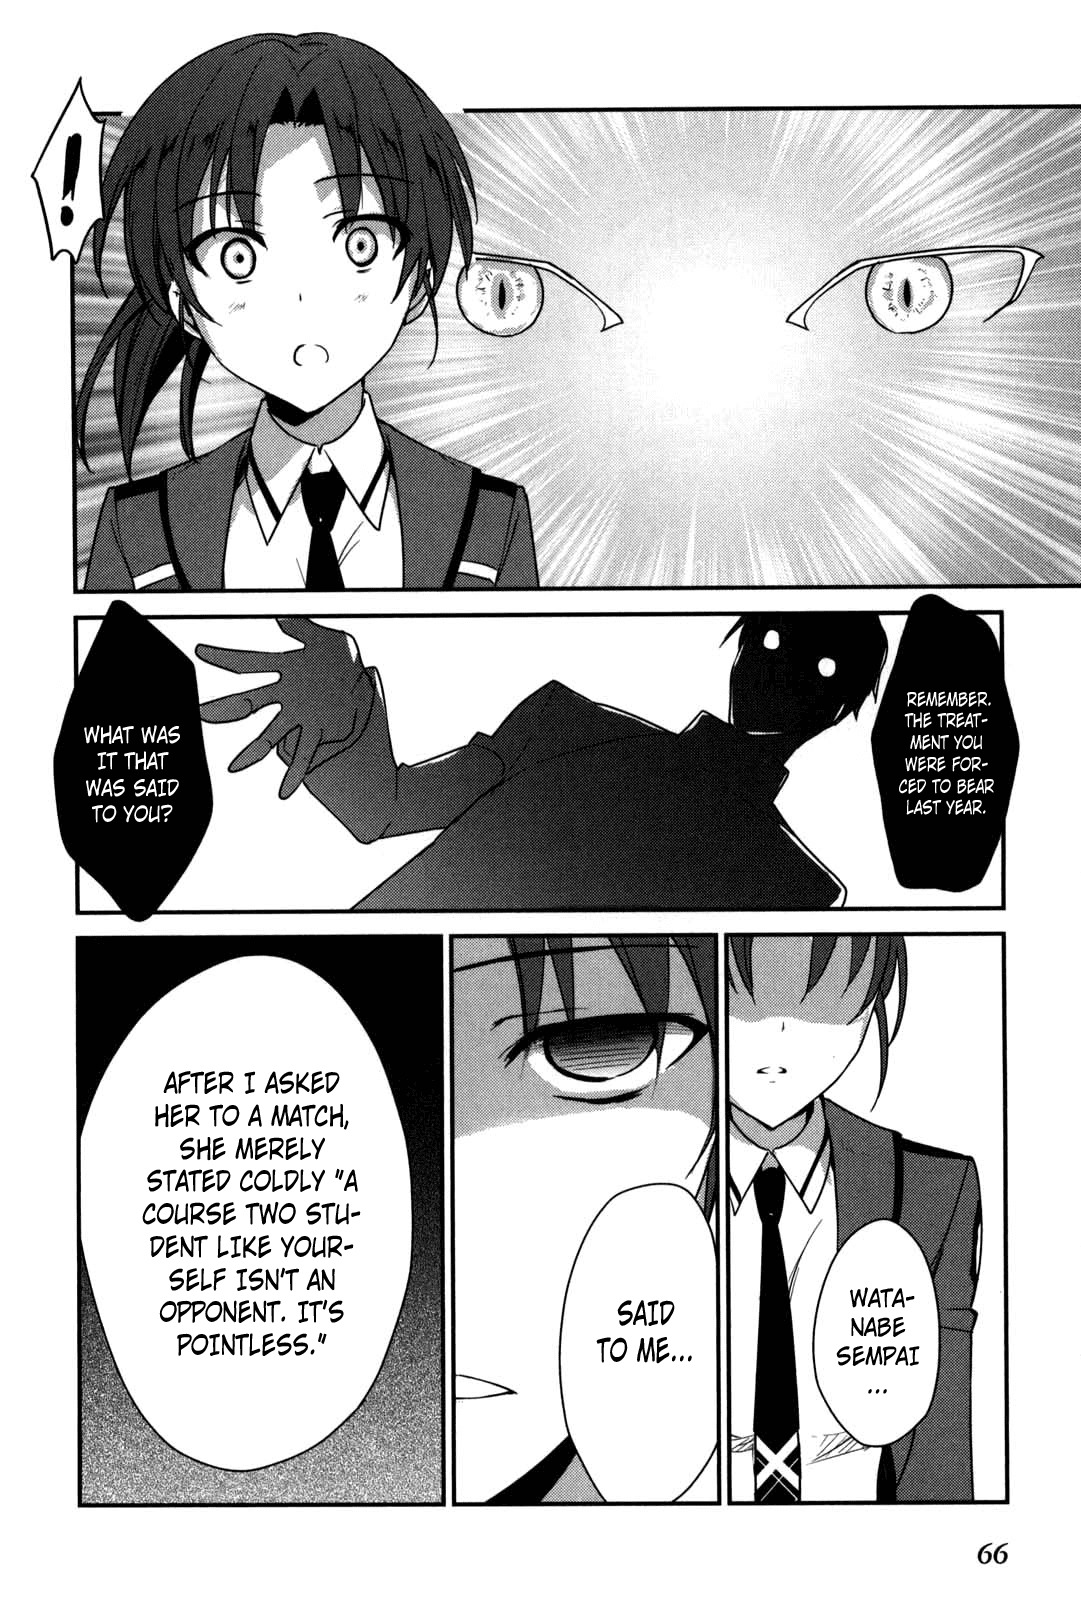 !
REMEMBER.
THE TREAT-
MENT YOU
WERE FOR-
CED TO BEAR
LAST YEAR.
WHAT WAS
IT THAT
WAS SAID
TO YOU?
WATA-
NABE
SEMPAI
...
SAID
TO ME...
AFTER I ASKED
HER TO A MATCH,
SHE MERELY
STATED COLDLY "A
COURSE TWO STU-
DENT LIKE YOUR-
SELF ISN'T AN
OPPONENT. IT'S
POINTLESS."
66